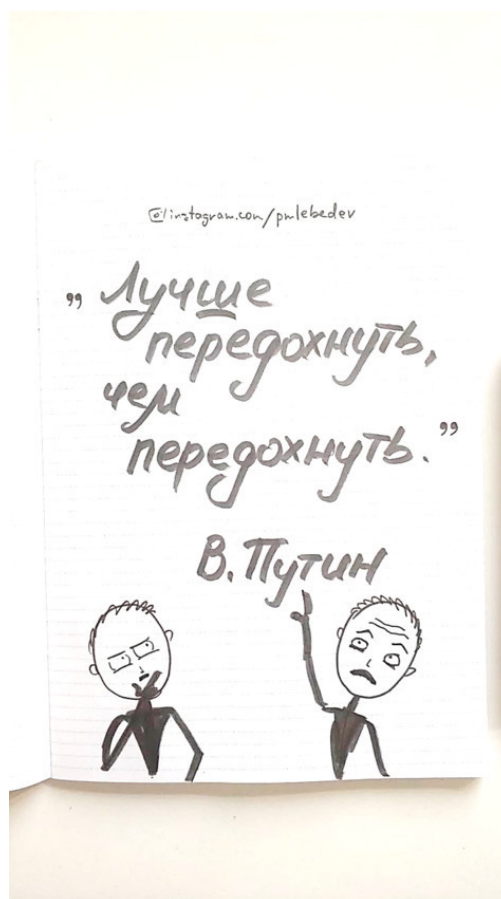 instagram.com/pmlebedev
„ Лучше
передохнуть,
чем
передохнуть.”
В. Путин